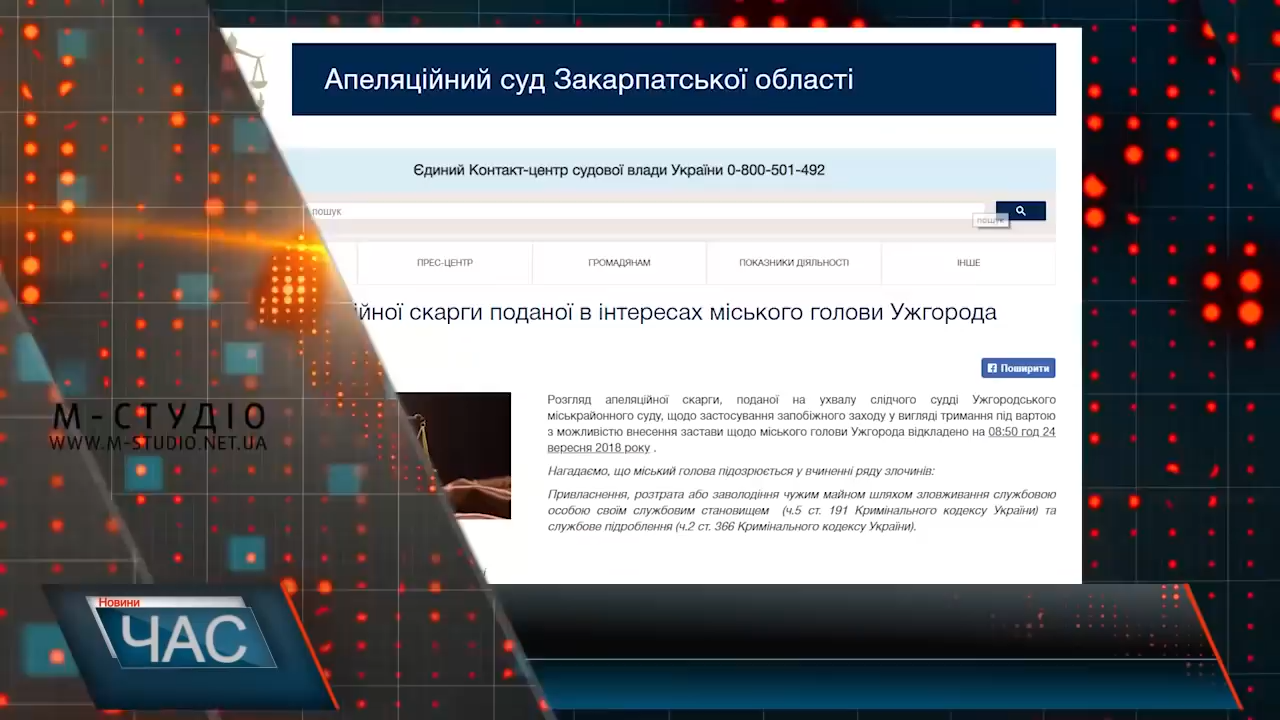 Апеляційний суд Закарпатської області
Єдиний Контакт-центр судової влади України 0-800-501-492
пошук
пошук
ПРЕС-ЦЕНТР
ГРОМАДЯНАМ
ПОКАЗНИКИ ДІЯЛЬНОСТІ
ІНШЕ
ійної скарги поданої в інтересах міського голови Ужгорода
Поширити
Розгляд апеляційної скарги, поданої на ухвалу слідчого судді Ужгородського
міськрайонного суду, щодо застосування запобіжного заходу у вигляді тримання під вартою
з можливістю внесення застави щодо міського голови Ужгорода відкладено на 08:50 год 24
вересня 2018 року .
Нагадаємо, що міський голова підозрюється у вчиненні ряду злочинів:
Привласнення, розтрата або заволодіння чужим майном шляхом зловживання службовою
особою своїм службовим становищем (ч.5 ст. 191 Кримінального кодексу України) та
службове підроблення (ч.2 ст. 366 Кримінального кодексу України).
М-СТУДІО
WWW.M-STUDIO.NET.UA
Новини
ЧАС